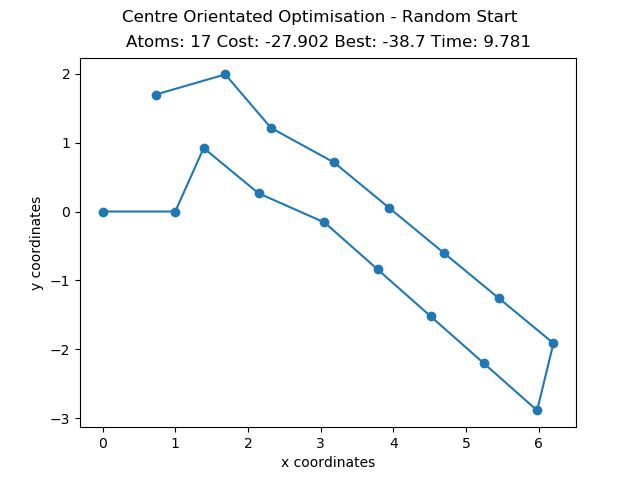 Centre Orientated Optimisation - Random Start
Atoms: 17 Cost: -27.902 Best: -38.7 Time: 9.781
2
1
0
−1
−2
−3
y coordinates
0 1 2 3 4 5 6
x coordinates